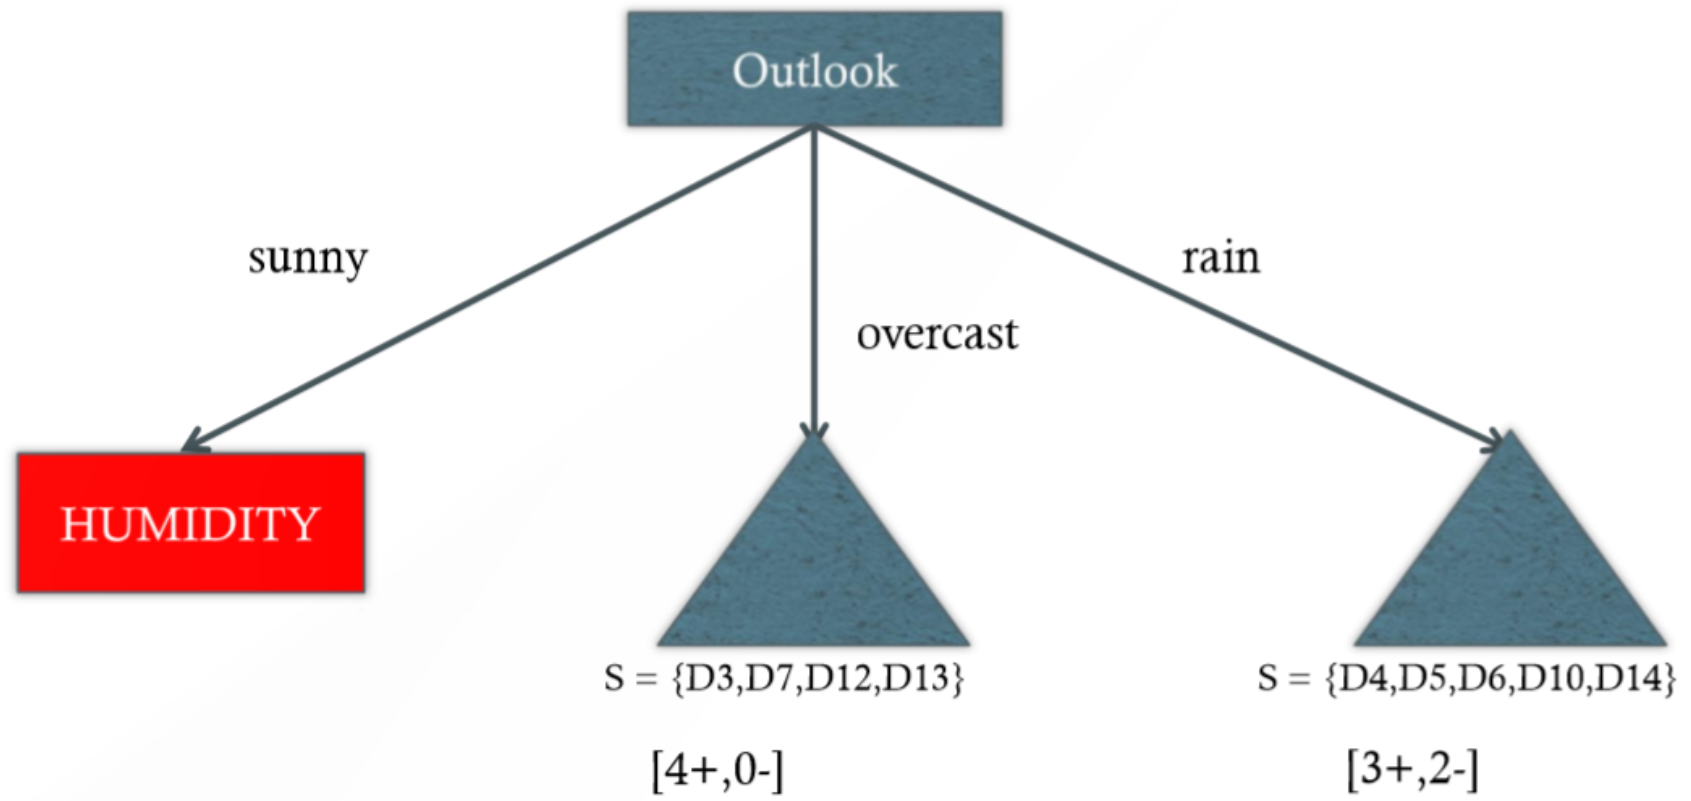 Outlook
sunny
rain
overcast
HUMIDITY
S = {D3,D7,D12,D13}
S = {D4,D5,D6,D10,D14}
[4+,0-]
[3+,2-]